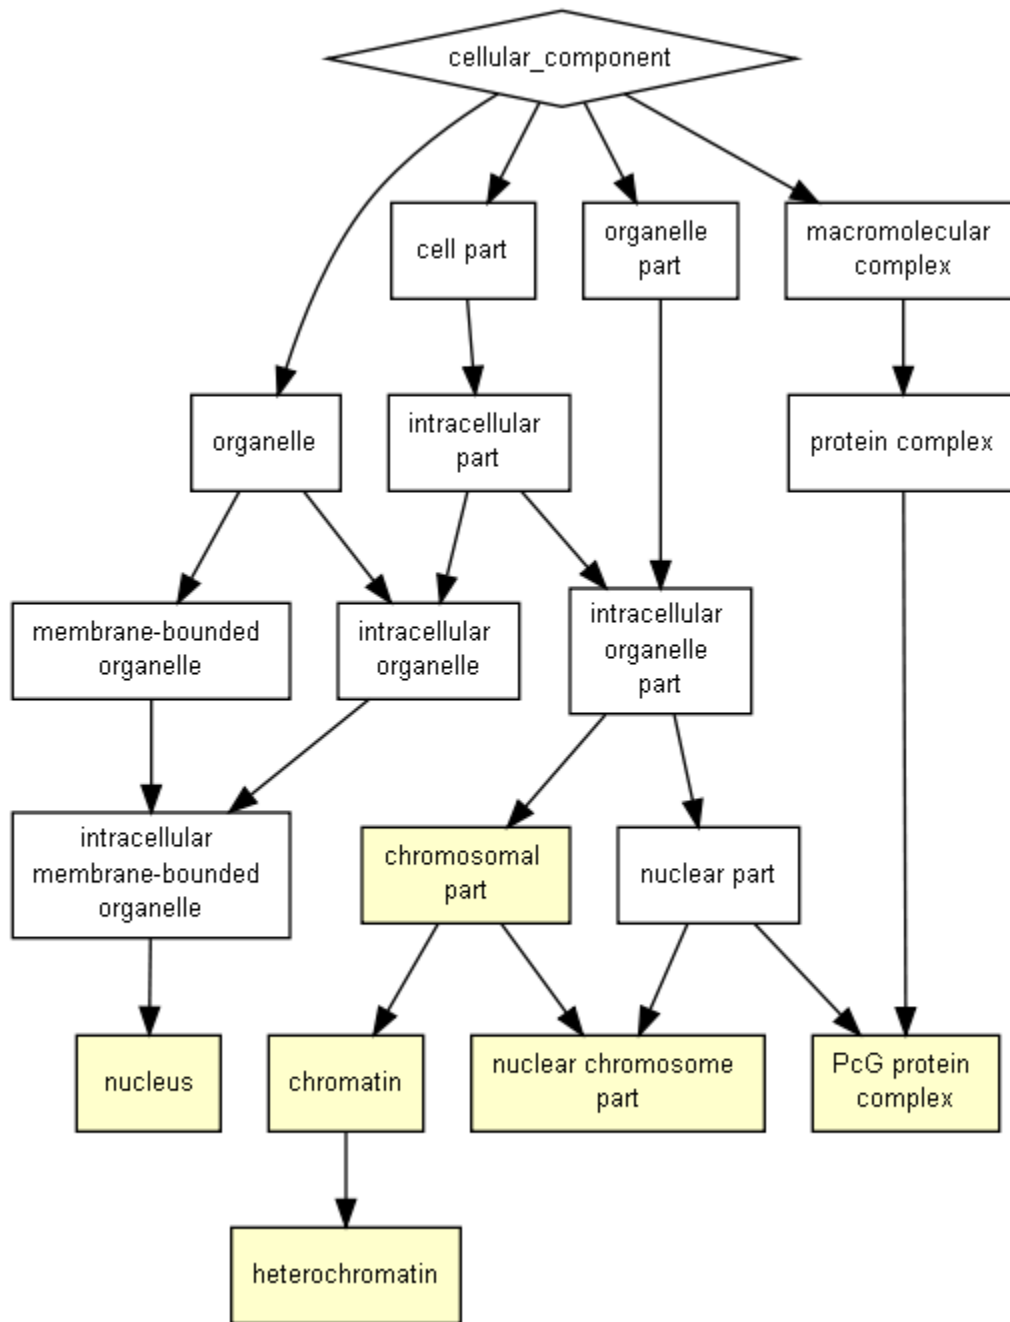 cellular_component
cell part
organelle
part
macromolecular
complex
organelle
intracellular
part
protein complex
membrane-bounded
organelle
intracellular
organelle
intracellular
organelle
part
intracellular
membrane-bounded
organelle
chromosomal
part
nuclear part
nucleus
chromatin
nuclear chromosome
part
PcG protein
complex
heterochromatin